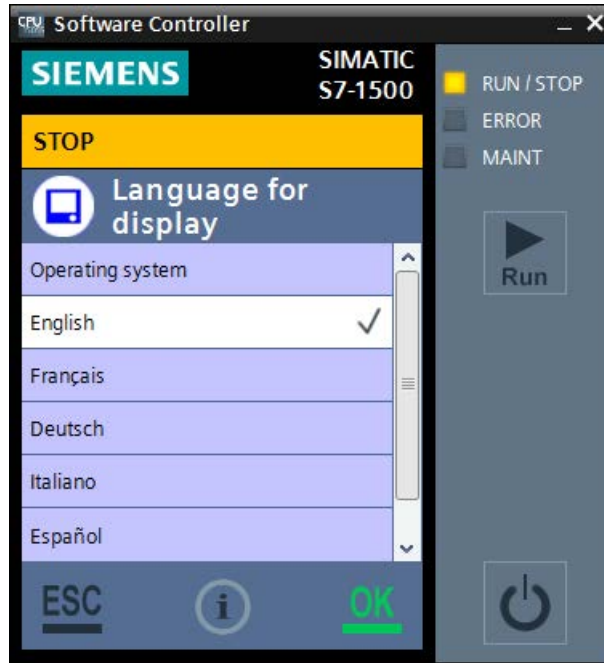 CPU Software Controller
SIEMENS
SIMATIC
S7-1500
STOP
Language for
display
Operating system
English
Français
Deutsch
Italiano
Español
ESC
i
OK
RUN / STOP
ERROR
MAINT
Run